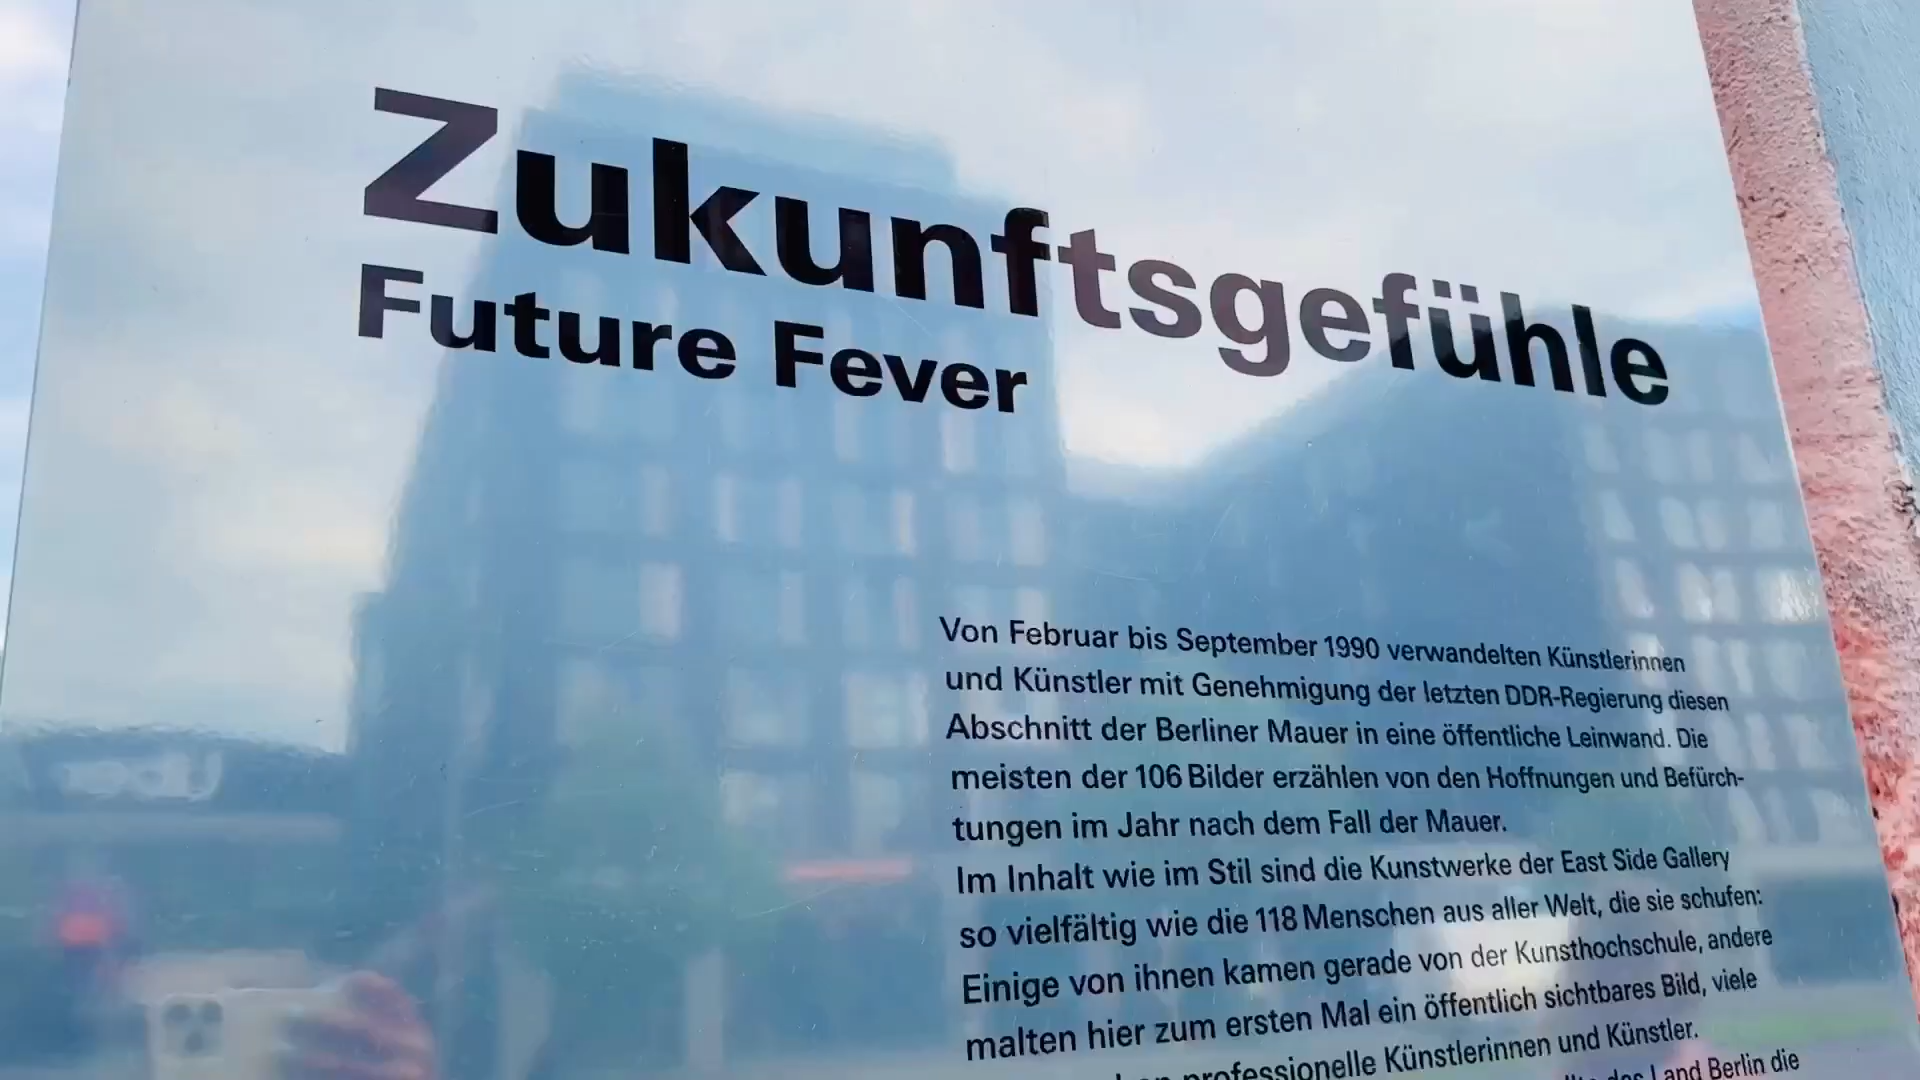 Zukunftsgefühle
Future Fever
Von Februar bis September 1990 verwandelten Künstlerinnen
und Künstler mit Genehmigung der letzten DDR-Regierung diesen
Abschnitt der Berliner Mauer in eine öffentliche Leinwand. Die
meisten der 106 Bilder erzählen von den Hoffnungen und Befürch-
tungen im Jahr nach dem Fall der Mauer.
Im Inhalt wie im Stil sind die Kunstwerke der East Side Gallery
so vielfältig wie die 118 Menschen aus aller Welt, die sie schufen:
Einige von ihnen kamen gerade von der Kunsthochschule, andere
malten hier zum ersten Mal ein öffentlich sichtbares Bild, viele
professionelle Künstlerinnen und Künstler.
des Land Berlin die